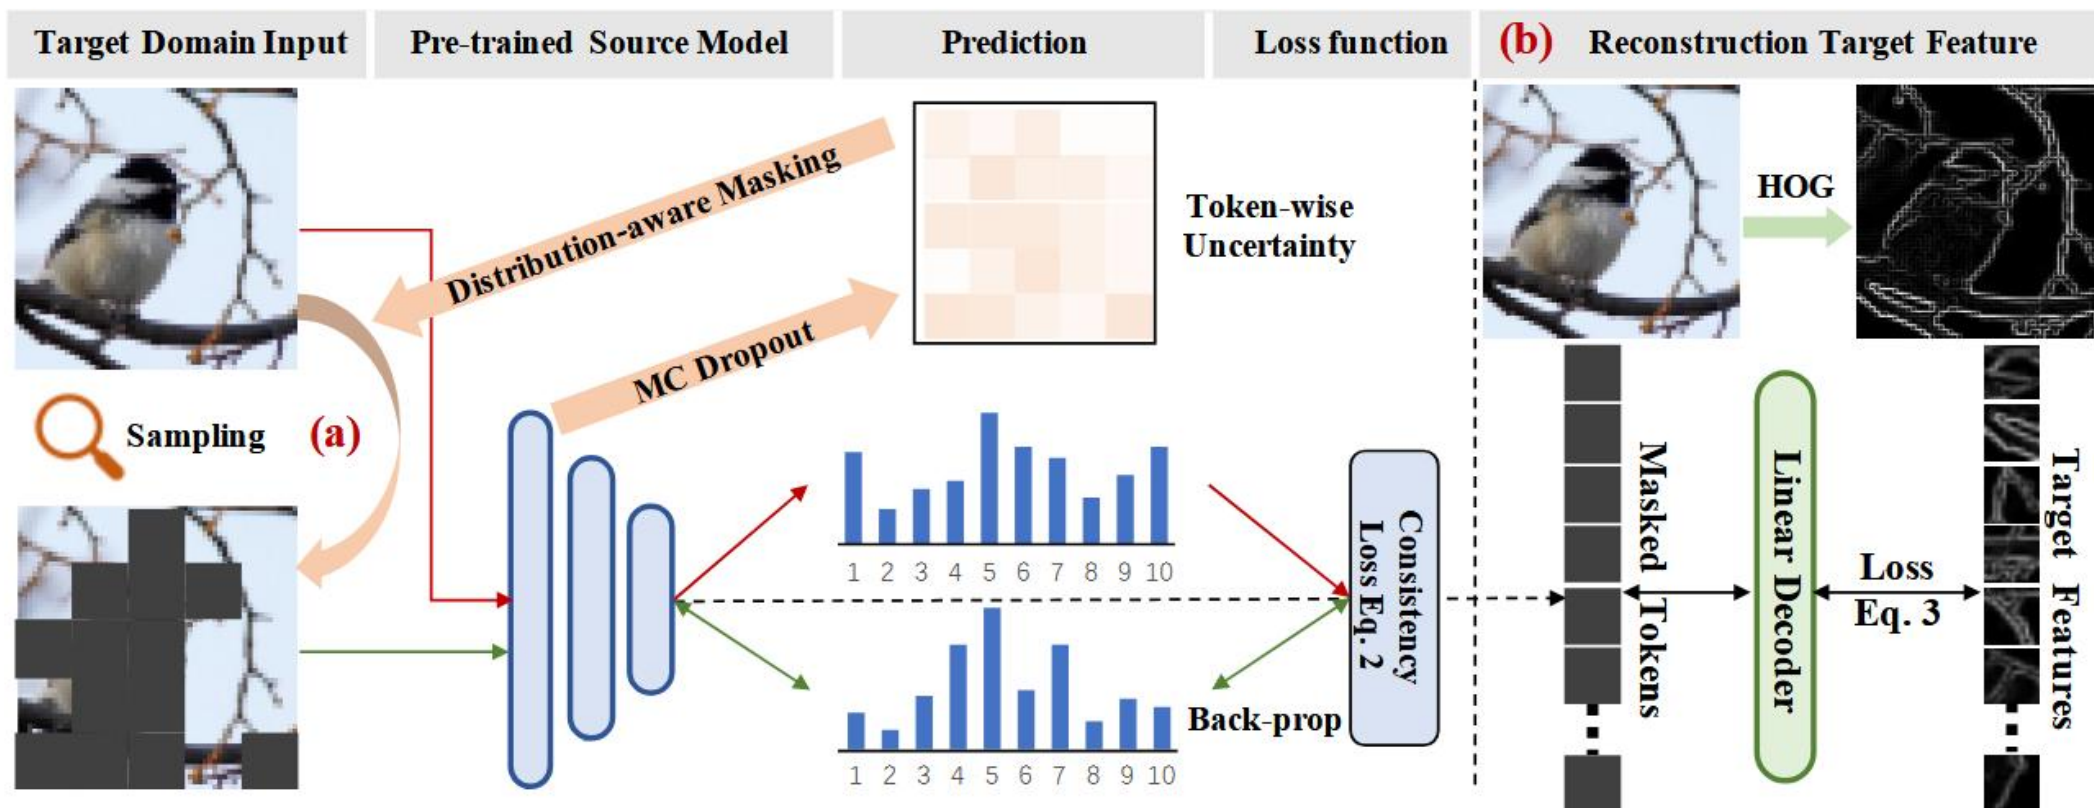 Target Domain Input
Pre-trained Source Model
Prediction
Loss function
(b) Reconstruction Target Feature
Distribution-aware Masking
Token-wise
Uncertainty
HOG
MC Dropout
Sampling
(a)
1 2 3 4 5 6 7 8 9 10
1 2 3 4 5 6 7 8 9 10
Back-prop
Consistency
Loss Eq. 2
Masked Tokens
Linear Decoder
Loss
Eq. 3
Target Features